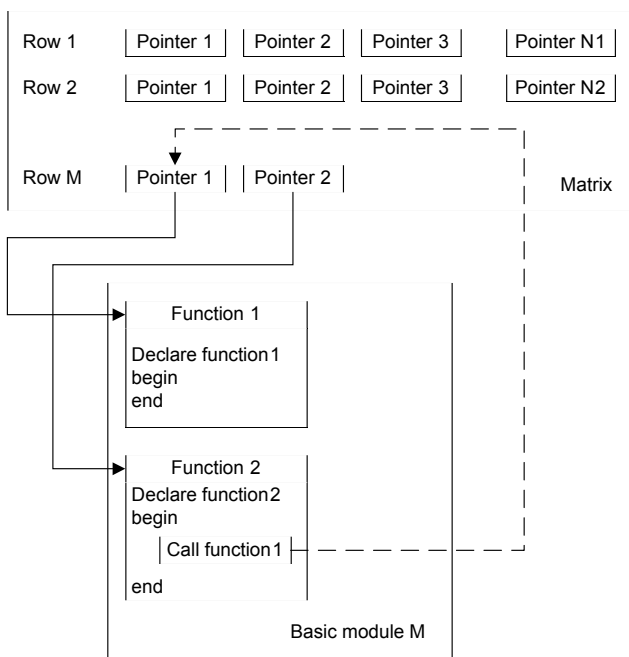 Row 1 Pointer 1 Pointer 2 Pointer 3 Pointer N1
Row 2 Pointer 1 Pointer 2 Pointer 3 Pointer N2
Row M Pointer 1 Pointer 2
Matrix
Function 1
Declare function1
begin
end
Function 2
Declare function2
begin
Call function1
end
Basic module M